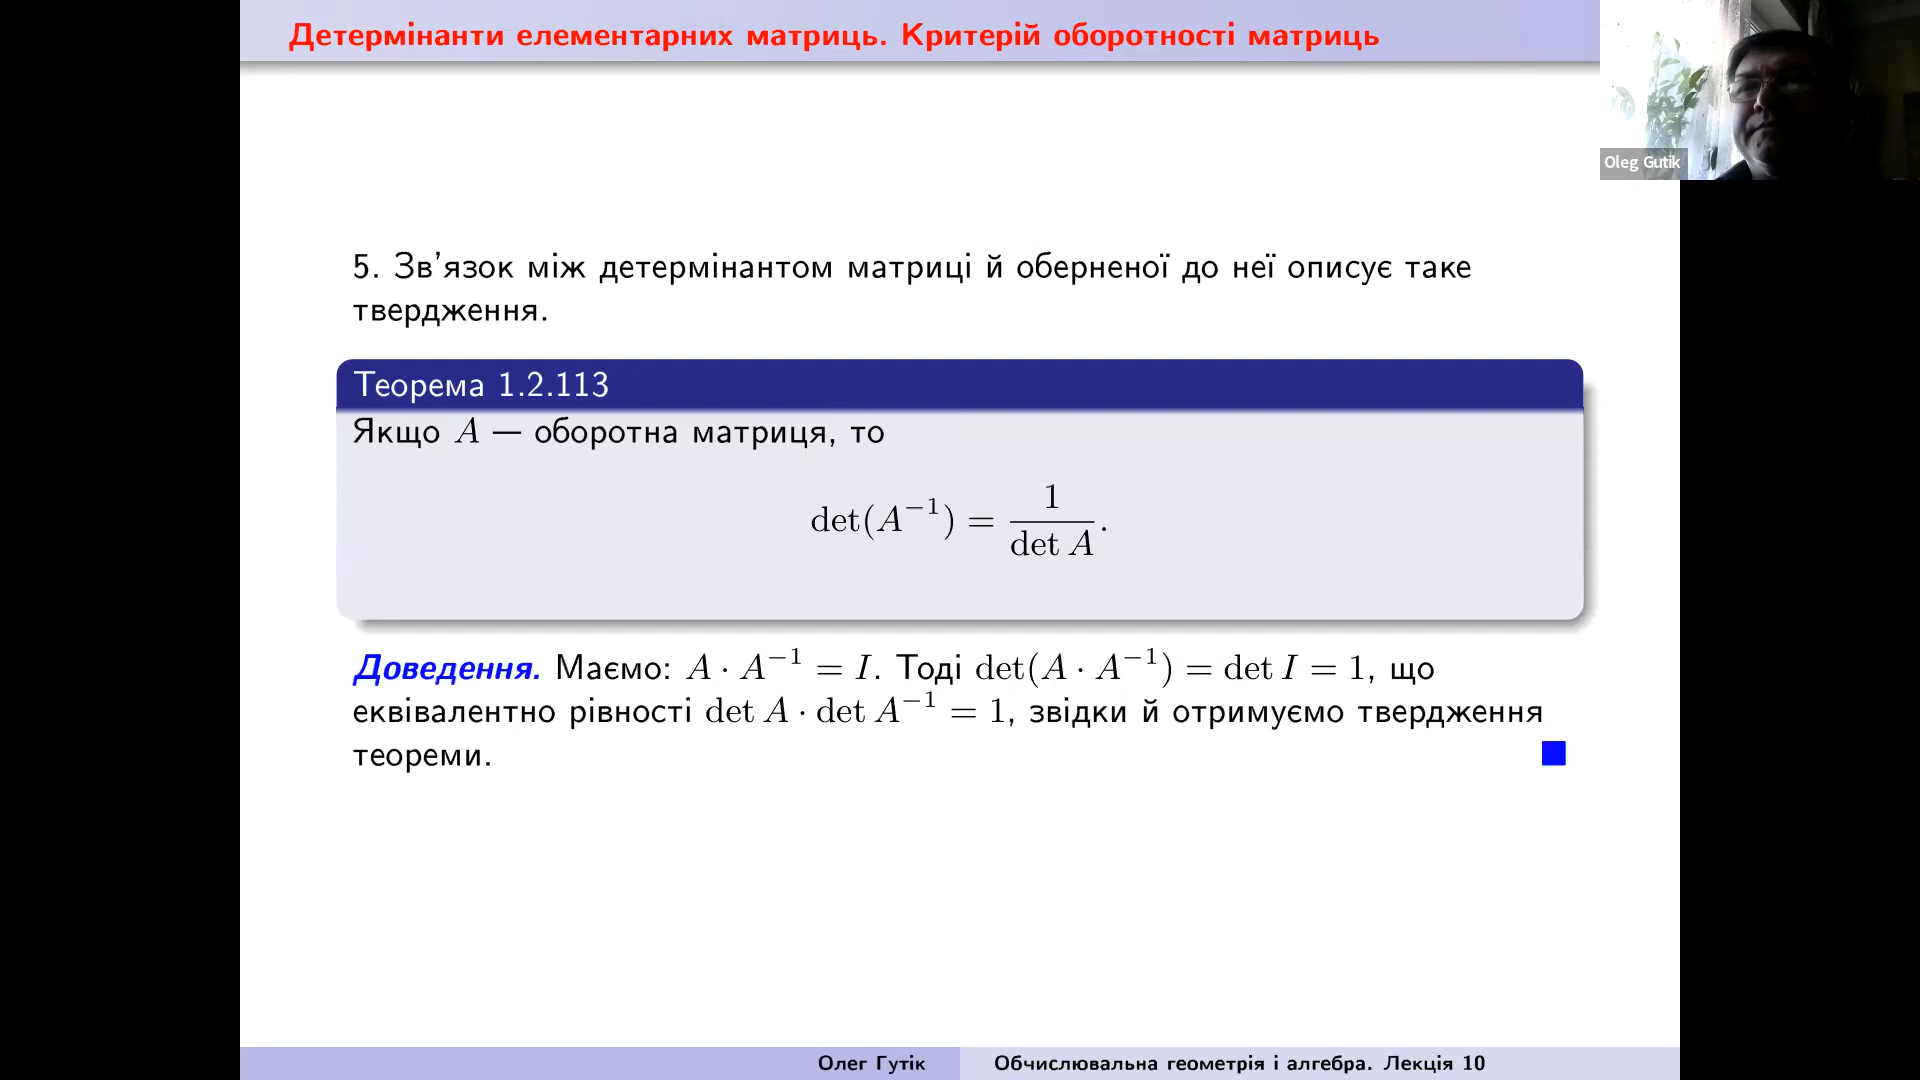 Детермінанти елементарних матриць. Критерій оборотності матриць
Oleg Gutik
5. Зв'язок між детермінантом матриці й оберненої до неї описує таке
твердження.
Теорема 1.2.113
Якщо A — оборотна матриця, то
det(A⁻¹) = 1 / det A.
Доведення. Маємо: A · A⁻¹ = I. Тоді det(A · A⁻¹) = det I = 1, що
еквівалентно рівності det A · det A⁻¹ = 1, звідки й отримуємо твердження
теореми.
Олег Гутік
Обчислювальна геометрія і алгебра. Лекція 10